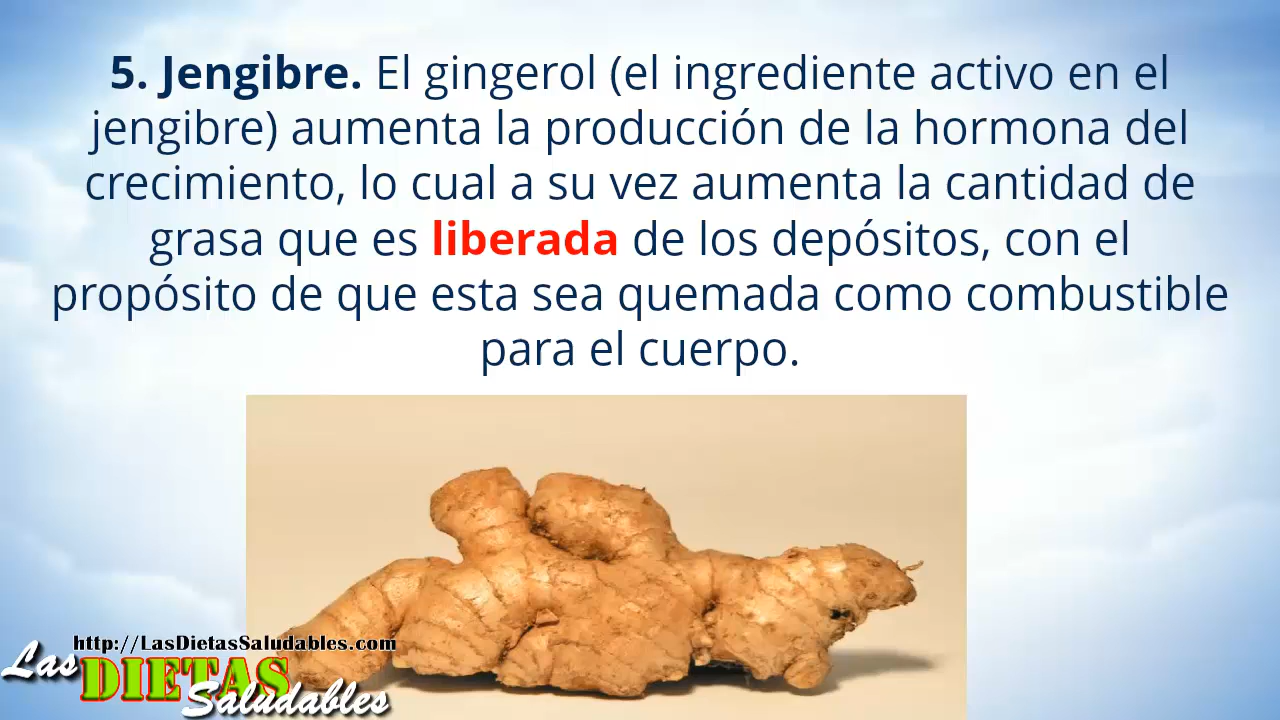 5. Jengibre. El gingerol (el ingrediente activo en el
jengibre) aumenta la producción de la hormona del
crecimiento, lo cual a su vez aumenta la cantidad de
grasa que es liberada de los depósitos, con el
propósito de que esta sea quemada como combustible
para el cuerpo.
http://LasDietasSaludables.com
Las DIETAS
Saludables